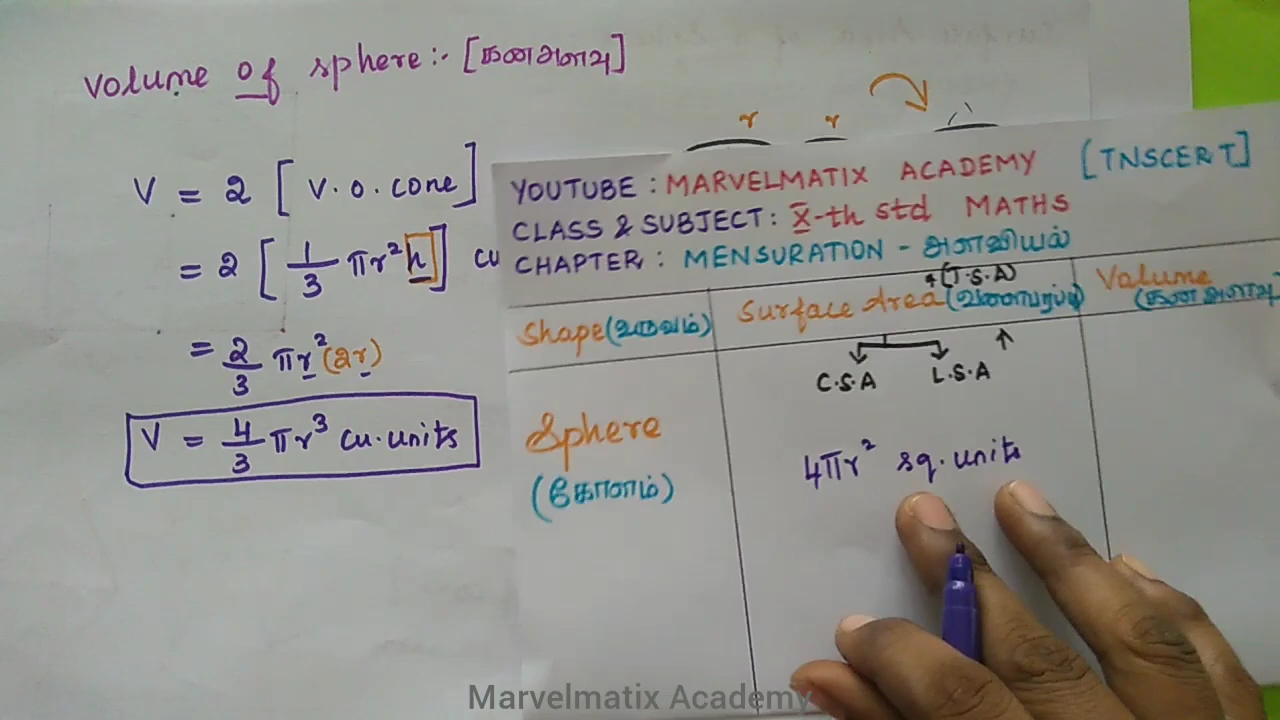 Volume of sphere:- [கனஅளவு]
V = 2 [V.O.cone]
= 2 [1/3 πr²h] cu
= 2/3 πr²(2r)
V = 4/3 πr³ cu.units
r r
YOUTUBE : MARVELMATIX ACADEMY [TNSCERT]
CLASS & SUBJECT: X-th std MATHS
CHAPTER : MENSURATION - அளவியல்
Shape(உருவம்) Surface Area(வளைபரப்பு) (T.S.A) Volume (கன அளவு)
C.S.A L.S.A
Sphere 4πr² sq.units
(கோளம்)
Marvelmatix Academy